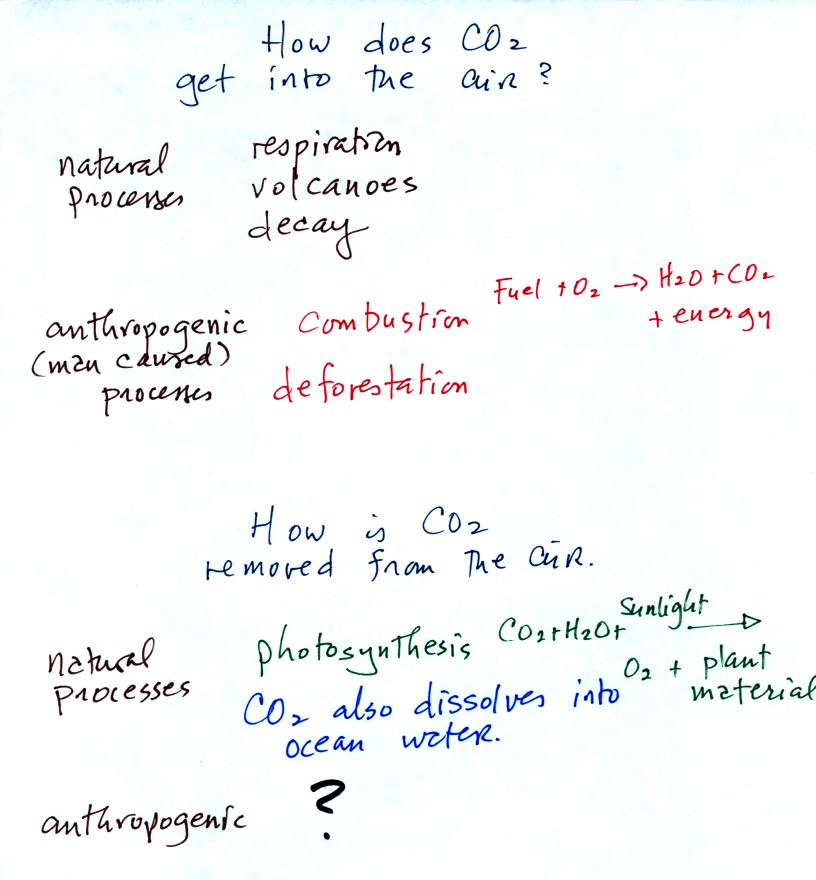 How does CO₂
get into the air?
natural
processes
respiration
volcanoes
decay
anthropogenic
(man caused)
processes
combustion
Fuel + O₂ → H₂O + CO₂
+ energy
deforestation
How is CO₂
removed from the air.
natural
processes
photosynthesis CO₂ + H₂O + Sunlight →
O₂ + plant
material
CO₂ also dissolves into
ocean water.
anthropogenic ?